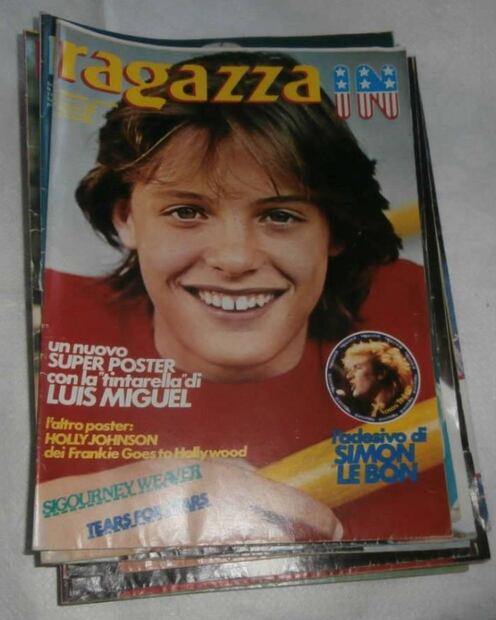 ragazza IN
un nuovo
SUPER POSTER
con la "tintarella" di
LUIS MIGUEL
l'altro poster:
HOLLY JOHNSON
dei Frankie Goes to Hollywood
l'adesivo di
SIMON
LE BON
SIGOURNEY WEAVER
TEARS FOR FEARS